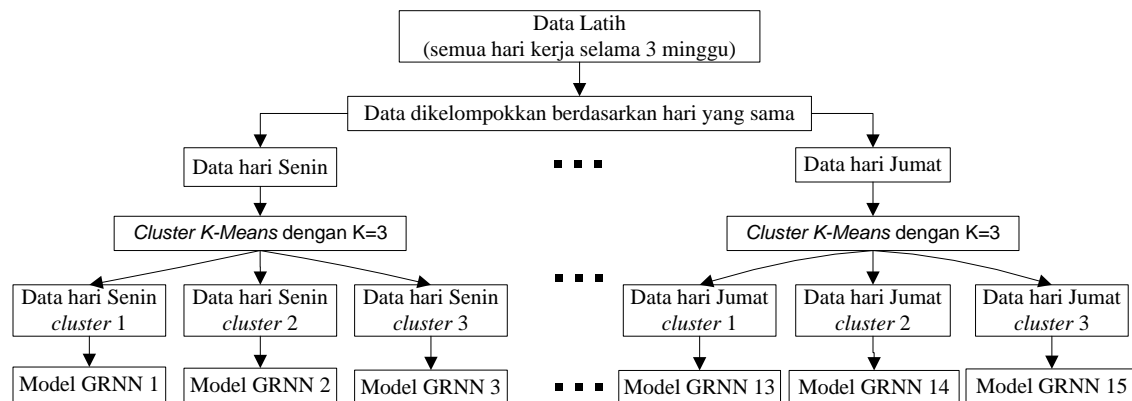 Data Latih
(semua hari kerja selama 3 minggu)
Data dikelompokkan berdasarkan hari yang sama
Data hari Senin
Data hari Jumat
Cluster K-Means dengan K=3
Cluster K-Means dengan K=3
Data hari Senin
cluster 1
Data hari Senin
cluster 2
Data hari Senin
cluster 3
Data hari Jumat
cluster 1
Data hari Jumat
cluster 2
Data hari Jumat
cluster 3
Model GRNN 1
Model GRNN 2
Model GRNN 3
Model GRNN 13
Model GRNN 14
Model GRNN 15